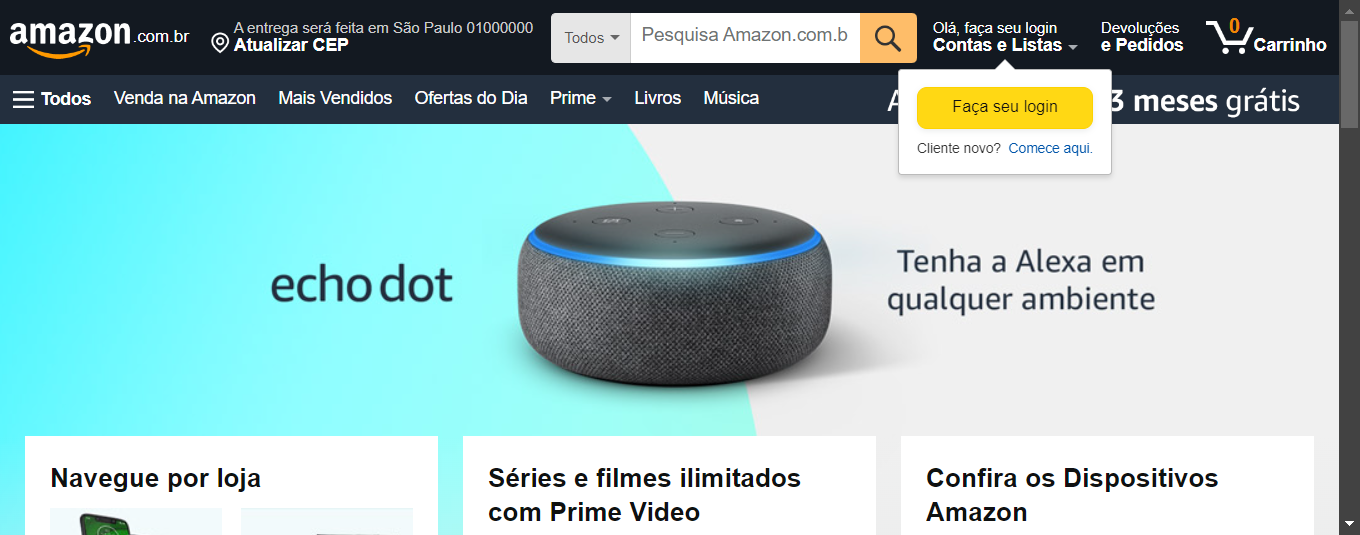 amazon.com.br
A entrega será feita em São Paulo 01000000
Atualizar CEP
Todos
Pesquisa Amazon.com.b
Olá, faça seu login
Contas e Listas
Devoluções
e Pedidos
0
Carrinho
Todos
Venda na Amazon
Mais Vendidos
Ofertas do Dia
Prime
Livros
Música
3 meses grátis
Faça seu login
Cliente novo? Comece aqui.
echo dot
Tenha a Alexa em
qualquer ambiente
Navegue por loja
Séries e filmes ilimitados
com Prime Video
Confira os Dispositivos
Amazon